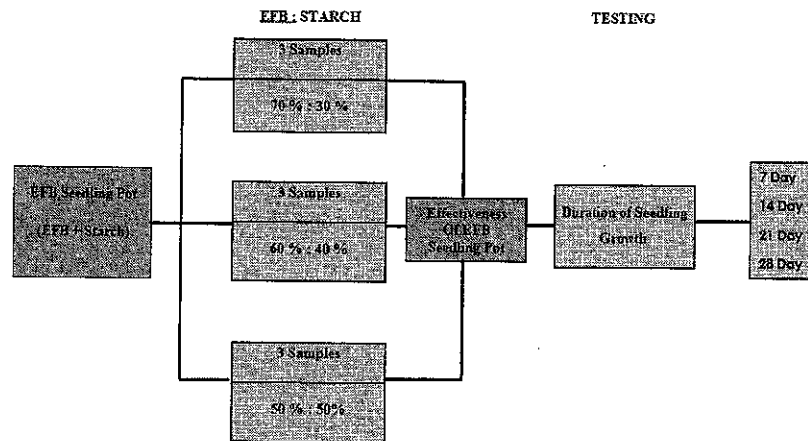 EFB : STARCH
TESTING
3 Samples
70 % : 30 %
EFB Seedling Pot
(EFB + Starch)
3 Samples
60 % : 40 %
Effectiveness
Of EFB
Seedling Pot
Duration of Seedling
Growth
7 Day
14 Day
21 Day
28 Day
3 Samples
50 % : 50%